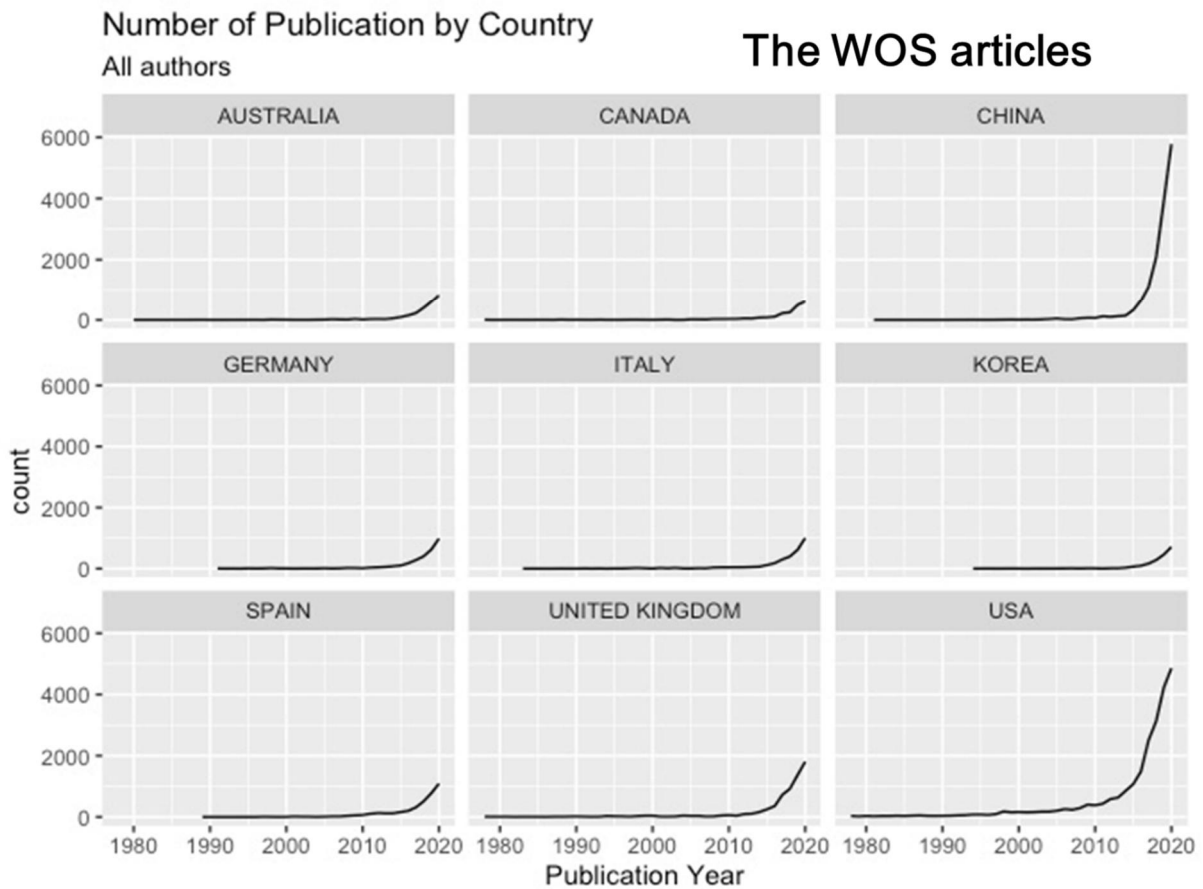 Number of Publication by Country
The WOS articles
All authors
AUSTRALIA
CANADA
CHINA
6000
4000
2000
0
GERMANY
ITALY
KOREA
6000
4000
2000
0
count
SPAIN
UNITED KINGDOM
USA
6000
4000
2000
0
1980 1990 2000 2010 2020
1980 1990 2000 2010 2020
1980 1990 2000 2010 2020
Publication Year